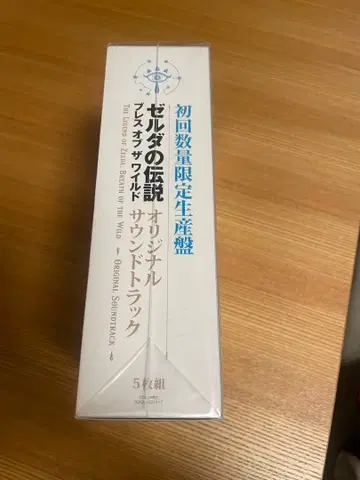 初回数量限定生産盤
ゼルダの伝説
ブレス オブ ザ ワイルド
THE LEGEND OF ZELDA: BREATH OF THE WILD
オリジナル
サウンドトラック
ORIGINAL SOUNDTRACK
5枚組